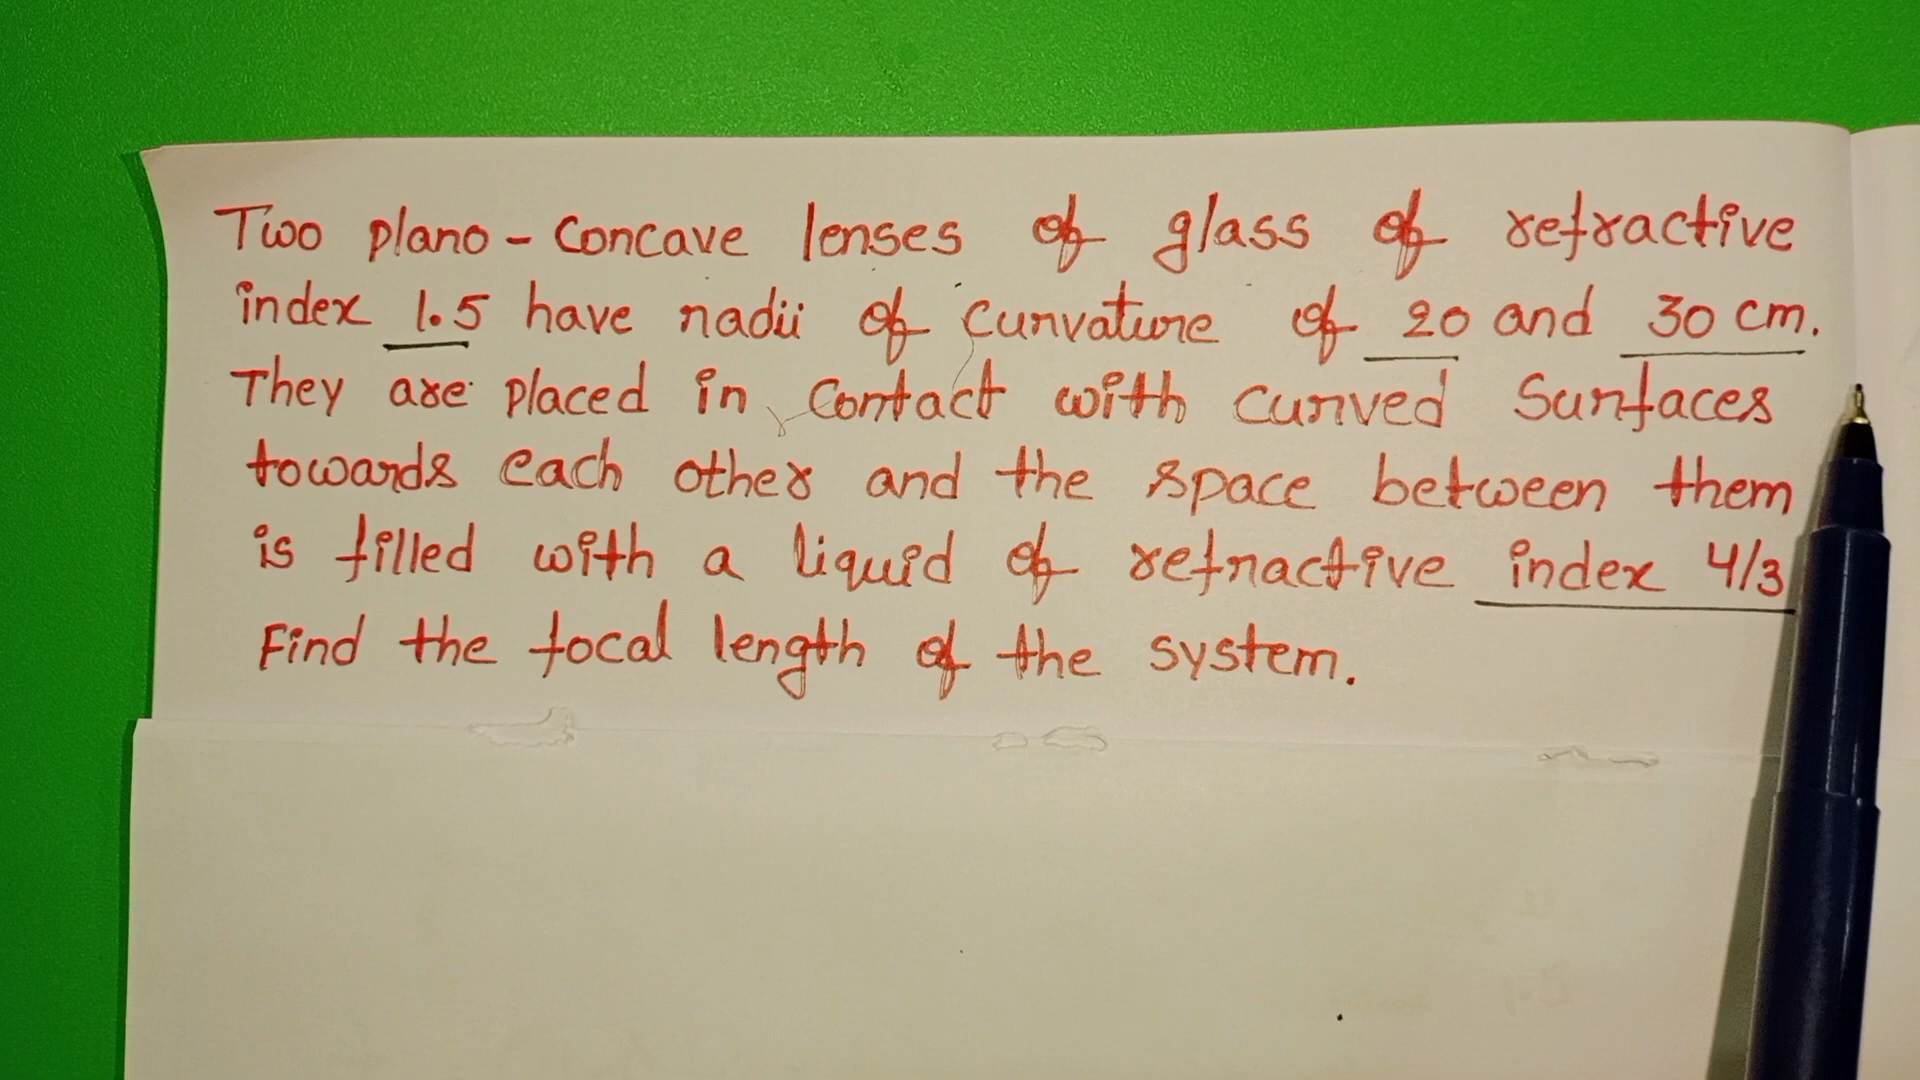 Two plano - Concave lenses of glass of refractive
index 1.5 have radii of curvature of 20 and 30 cm.
They are placed in contact with curved Surfaces
towards each other and the space between them
is filled with a liquid of refractive index 4/3
Find the focal length of the system.